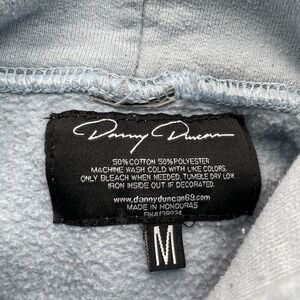 Danny Duncan
50% COTTON 50% POLYESTER
MACHINE WASH COLD WITH LIKE COLORS.
ONLY BLEACH WHEN NEEDED. TUMBLE DRY LOW
IRON INSIDE OUT IF DECORATED.
www.dannyduncan69.com
MADE IN HONDURAS
M